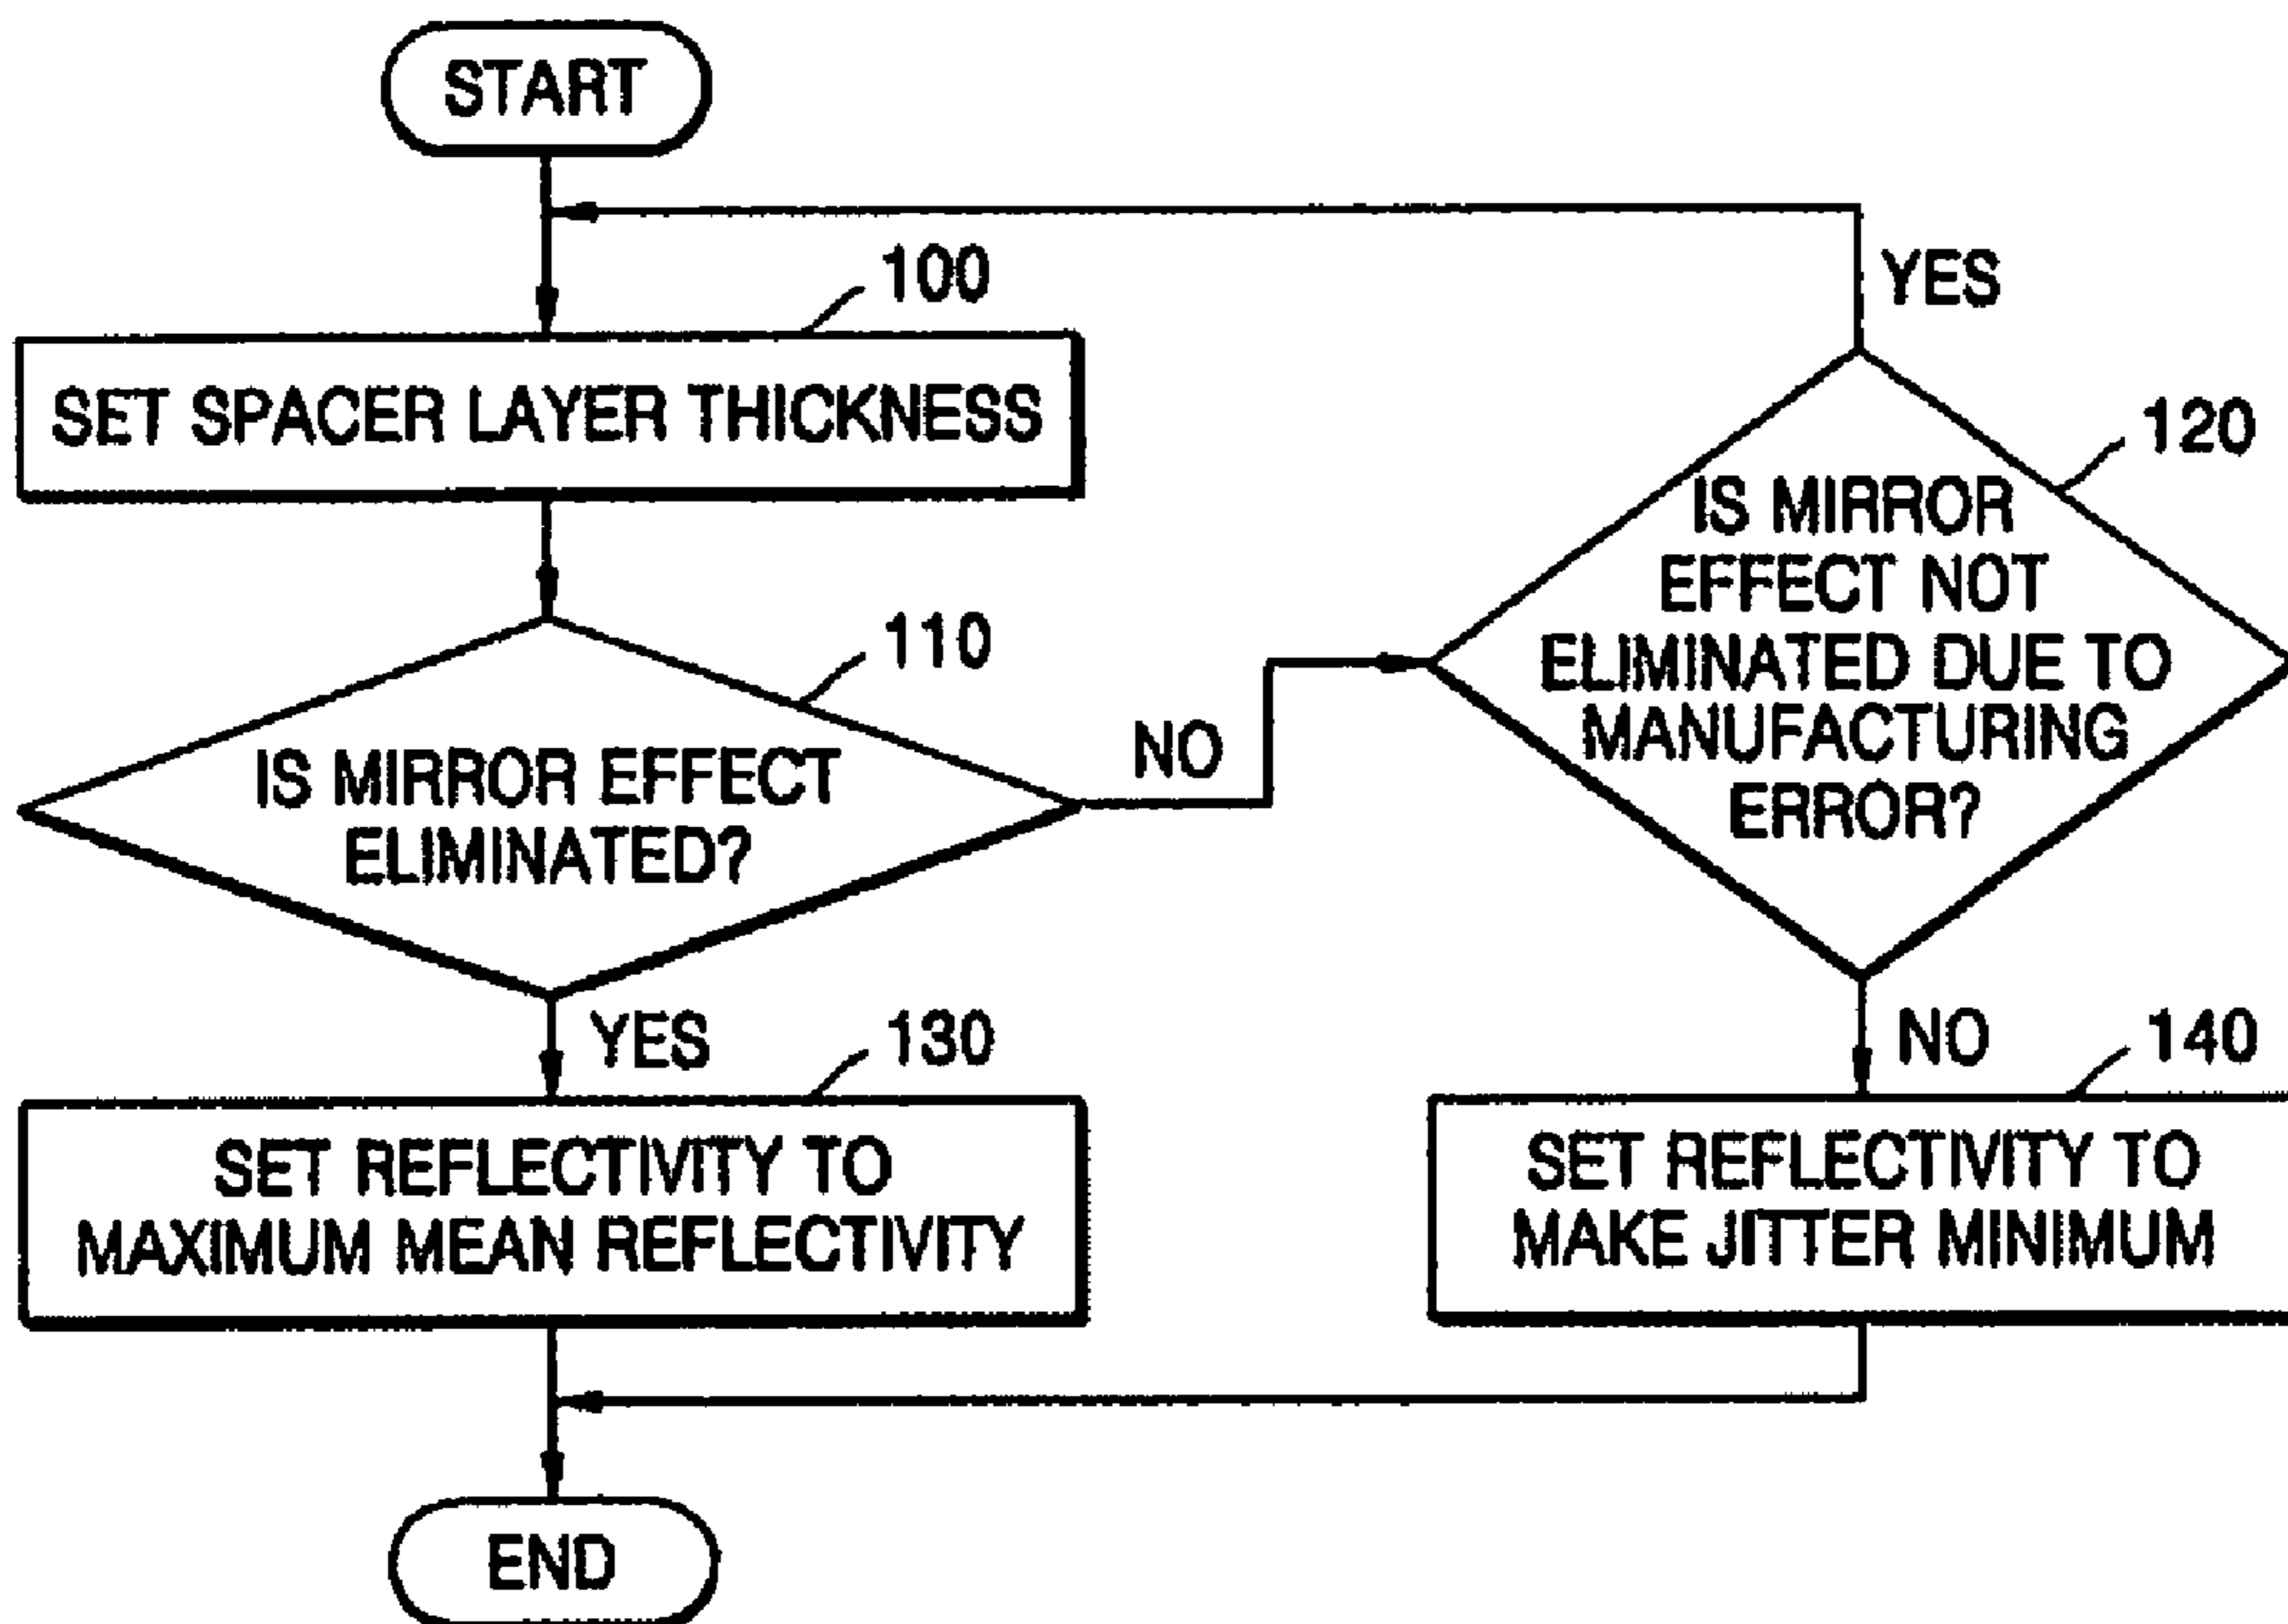 START
100
YES
SET SPACER LAYER THICKNESS
120
IS MIRROR
EFFECT NOT
ELIMINATED DUE TO
MANUFACTURING
ERROR?
110
IS MIRROR EFFECT
ELIMINATED?
NO
YES
130
NO
140
SET REFLECTIVITY TO
MAXIMUM MEAN REFLECTIVITY
SET REFLECTIVITY TO
MAKE JITTER MINIMUM
END